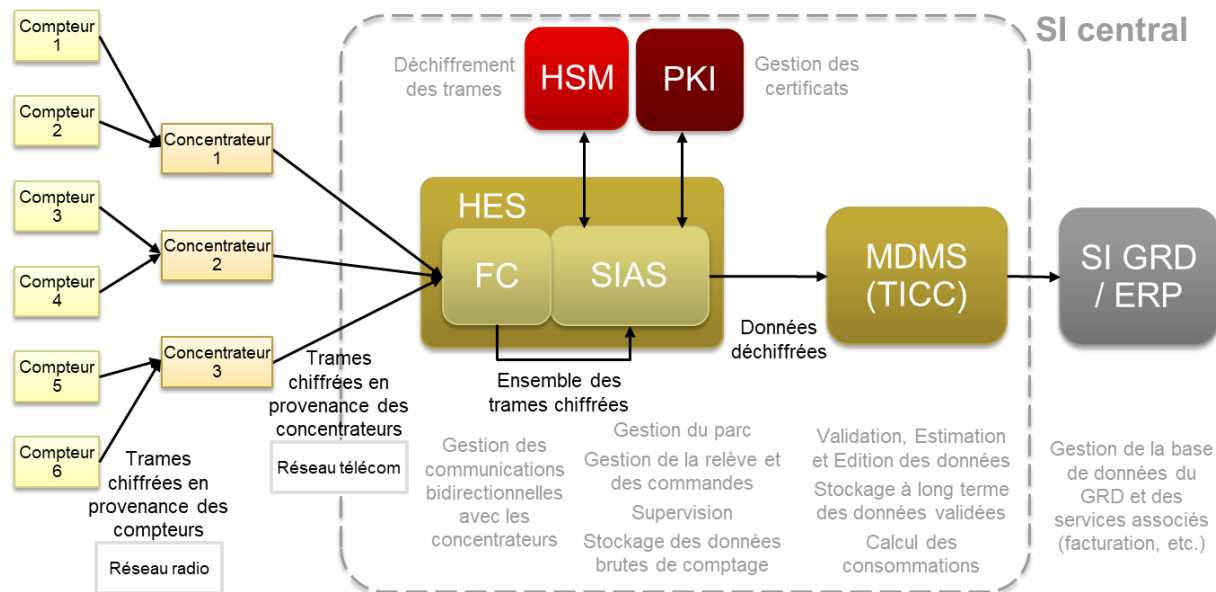 SI central
Compteur
1
Compteur
2
Compteur
3
Compteur
4
Compteur
5
Compteur
6
Concentrateur
1
Concentrateur
2
Concentrateur
3
Trames
chiffrées en
provenance des
compteurs
Réseau radio
Trames
chiffrées en
provenance des
concentrateurs
Réseau télécom
Déchiffrement
des trames
HSM
PKI
Gestion des
certificats
HES
FC
SIAS
Ensemble des
trames chiffrées
Données
déchiffrées
MDMS
(TICC)
SI GRD
/ ERP
Gestion des
communications
bidirectionnelles
avec les
concentrateurs
Gestion du parc
Gestion de la relève et
des commandes
Supervision
Stockage des données
brutes de comptage
Validation, Estimation
et Edition des données
Stockage à long terme
des données validées
Calcul des
consommations
Gestion de la base
de données du
GRD et des
services associés
(facturation, etc.)